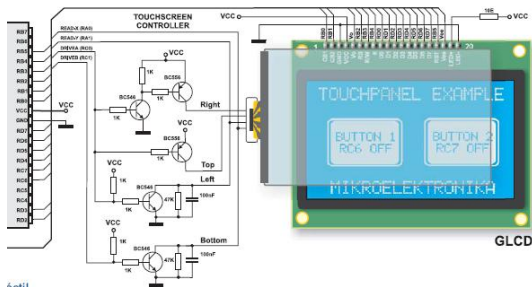 TOUCHSCREEN
CONTROLLER
READ-X (RA0)
READ-Y (RA1)
DRIVEA (RC0)
DRIVEB (RC1)
RB7
RB6
RB5
RB4
RB3
RB2
RB1
RB0
VCC
GND
RD7
RD6
RD5
RD4
RC7
RC6
RC5
RC4
RD3
RD2
VCC
VCC
1K
BC556
BC546
1K
1K
Right
VCC
BC556
1K
Top
VCC
Left
1K
BC546
1K
47K
100nF
VCC
Bottom
1K
BC546
1K
47K
100nF
VCC
10E
VCC
1
20
TOUCHPANEL EXAMPLE
BUTTON 1
RC6 OFF
BUTTON 2
RC7 OFF
MIKROELEKTRONIKA
GLCD